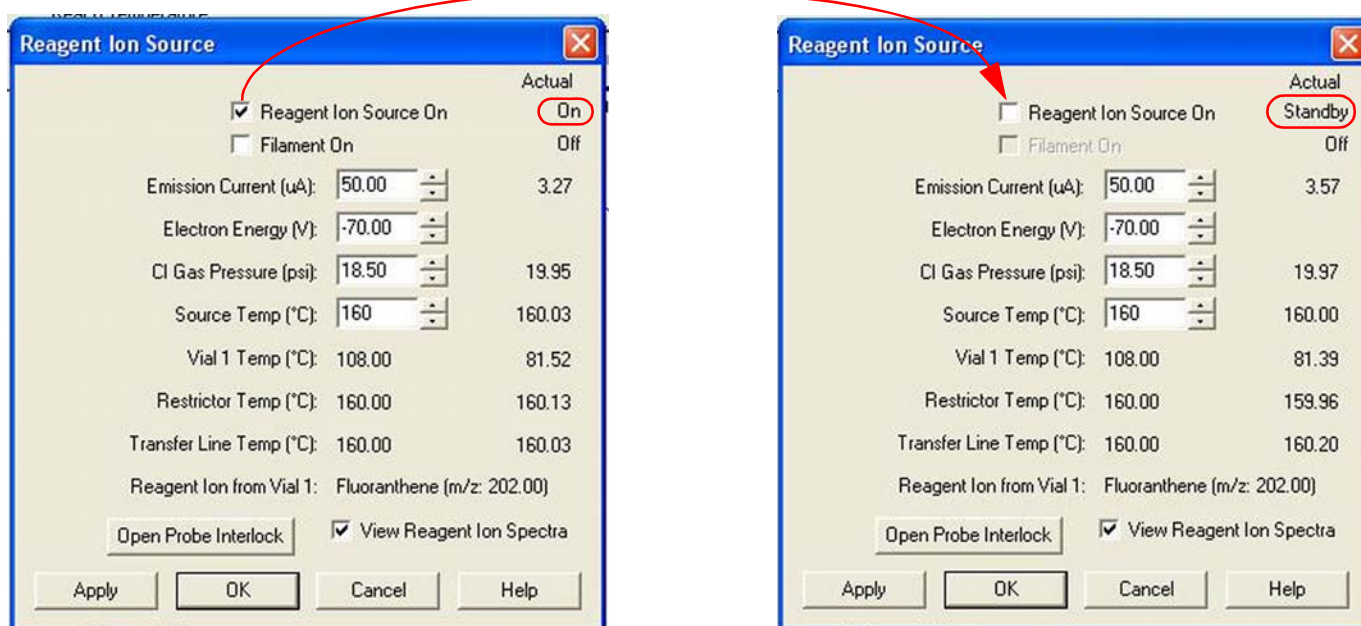 Reagent Ion Source
Actual
Reagent Ion Source On On
Filament On Off
Emission Current (uA): 50.00 3.27
Electron Energy (V): -70.00
CI Gas Pressure (psi): 18.50 19.95
Source Temp (°C): 160 160.03
Vial 1 Temp (°C): 108.00 81.52
Restrictor Temp (°C): 160.00 160.13
Transfer Line Temp (°C): 160.00 160.03
Reagent Ion from Vial 1: Fluoranthene (m/z: 202.00)
Open Probe Interlock View Reagent Ion Spectra
Apply OK Cancel Help
Reagent Ion Source
Actual
Reagent Ion Source On Standby
Filament On Off
Emission Current (uA): 50.00 3.57
Electron Energy (V): -70.00
CI Gas Pressure (psi): 18.50 19.97
Source Temp (°C): 160 160.00
Vial 1 Temp (°C): 108.00 81.39
Restrictor Temp (°C): 160.00 159.96
Transfer Line Temp (°C): 160.00 160.20
Reagent Ion from Vial 1: Fluoranthene (m/z: 202.00)
Open Probe Interlock View Reagent Ion Spectra
Apply OK Cancel Help